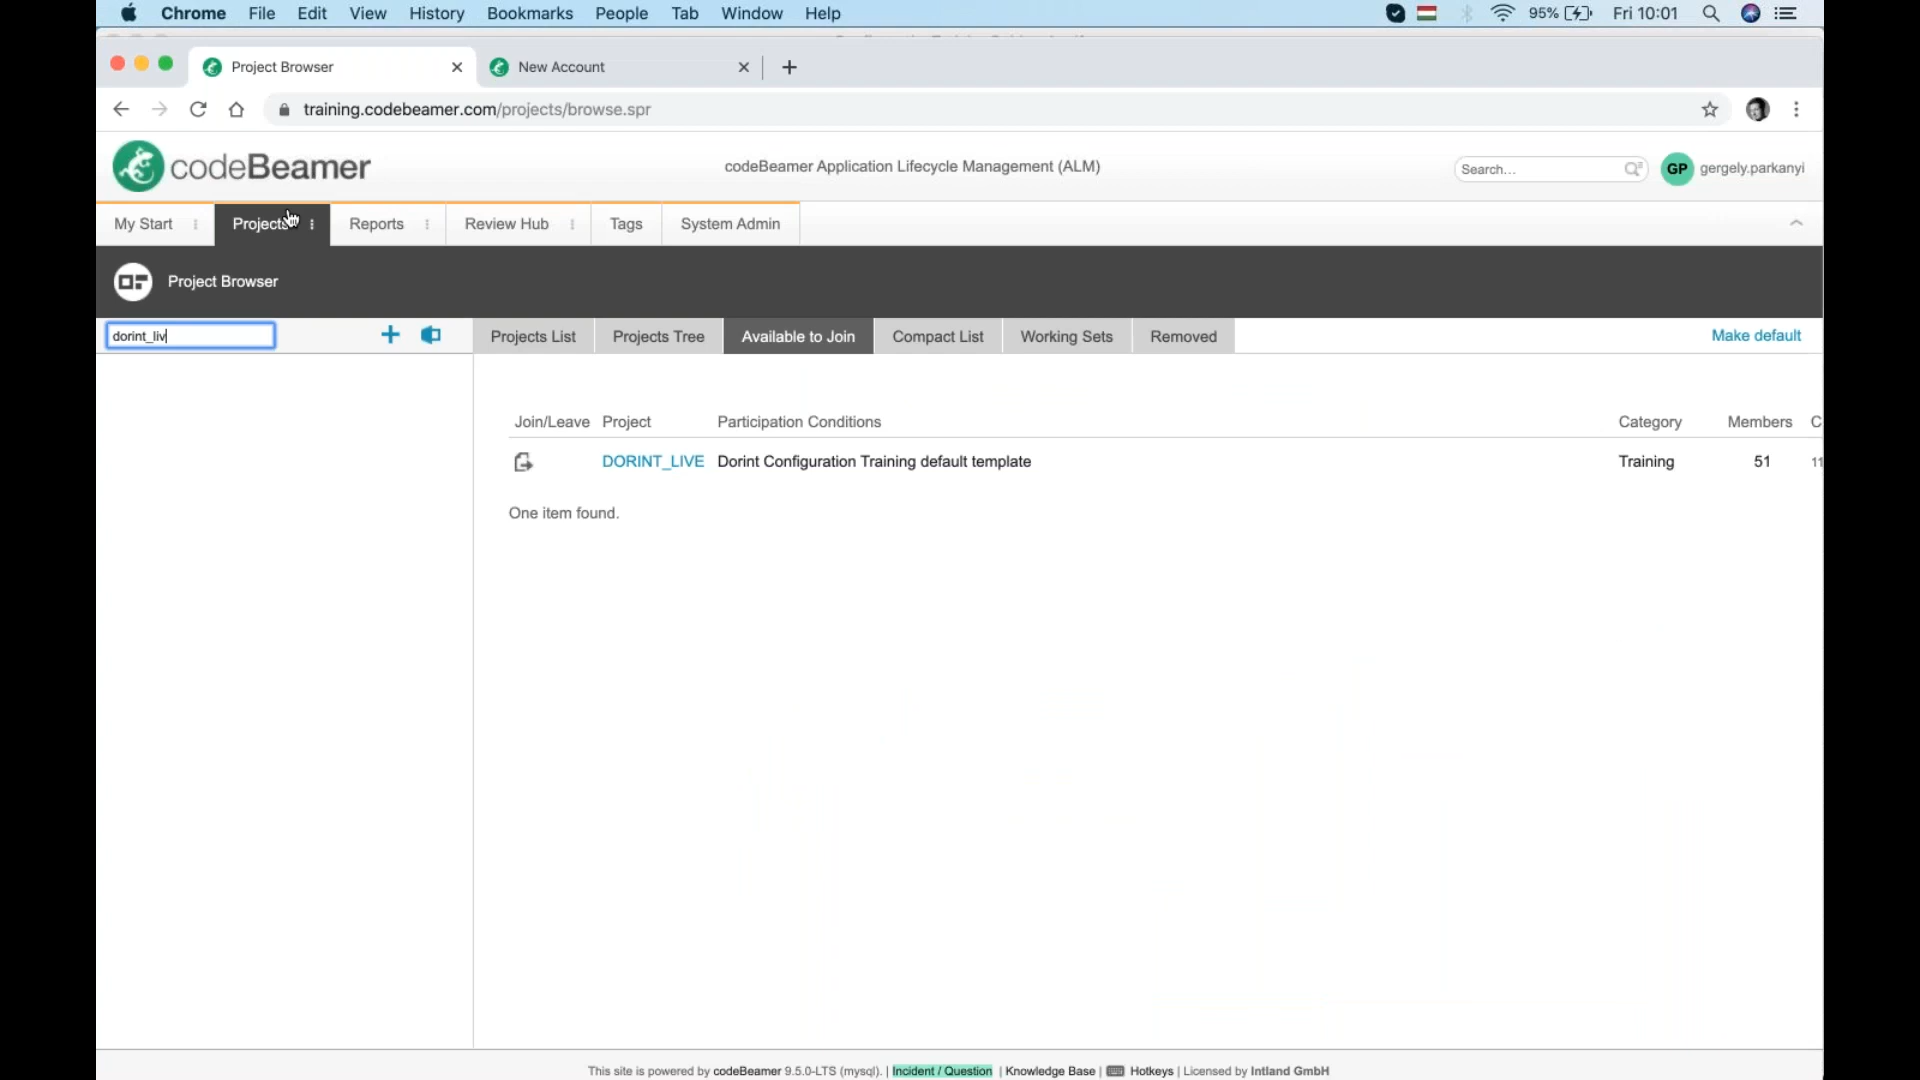 Chrome File Edit View History Bookmarks People Tab Window Help 95% Fri 10:01
Project Browser New Account
training.codebeamer.com/projects/browse.spr
codeBeamer codeBeamer Application Lifecycle Management (ALM) Search... GP gergely.parkanyi
My Start Projects Reports Review Hub Tags System Admin
Project Browser
dorint_liv Projects List Projects Tree Available to Join Compact List Working Sets Removed Make default
Join/Leave Project Participation Conditions Category Members C
DORINT_LIVE Dorint Configuration Training default template Training 51 11
One item found.
This site is powered by codeBeamer 9.5.0-LTS (mysql). | Incident / Question | Knowledge Base | Hotkeys | Licensed by Intland GmbH